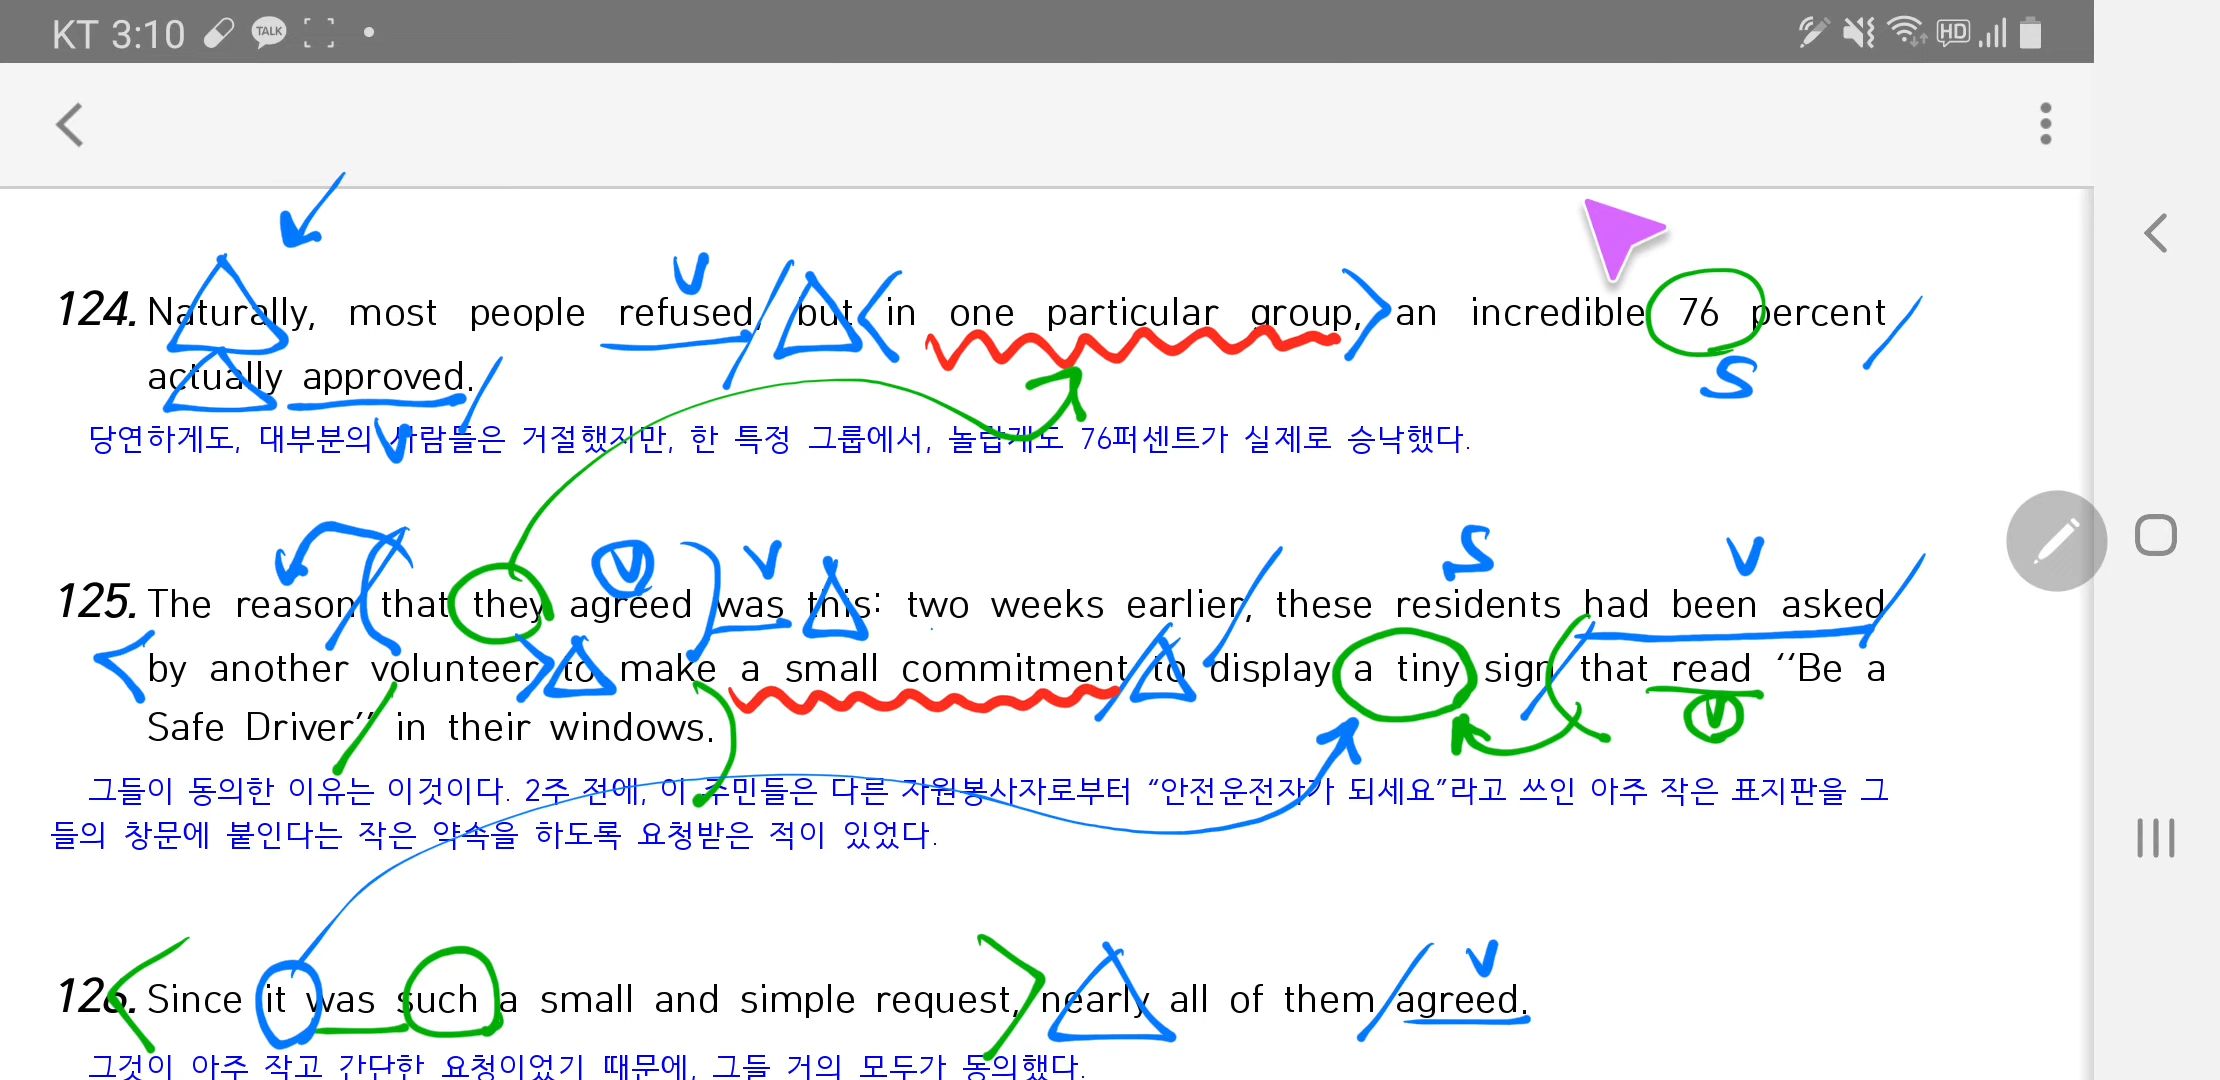 KT 3:10 TALK HD
124. Naturally, most people refused, but in one particular group, an incredible 76 percent
S
actually approved.
당연하게도, 대부분의 사람들은 거절했지만, 한 특정 그룹에서, 놀랍게도 76퍼센트가 실제로 승낙했다.
V V S V
125. The reason that they agreed was this: two weeks earlier, these residents had been asked
by another volunteer to make a small commitment to display a tiny sign that read “Be a
V
Safe Driver” in their windows.
그들이 동의한 이유는 이것이다. 2주 전에, 이 주민들은 다른 자원봉사자로부터 “안전운전자가 되세요”라고 쓰인 아주 작은 표지판을 그
들의 창문에 붙인다는 작은 약속을 하도록 요청받은 적이 있었다.
V
126. Since it was such a small and simple request, nearly all of them agreed.
그것이 아주 작고 간단한 요청이었기 때문에, 그들 거의 모두가 동의했다.